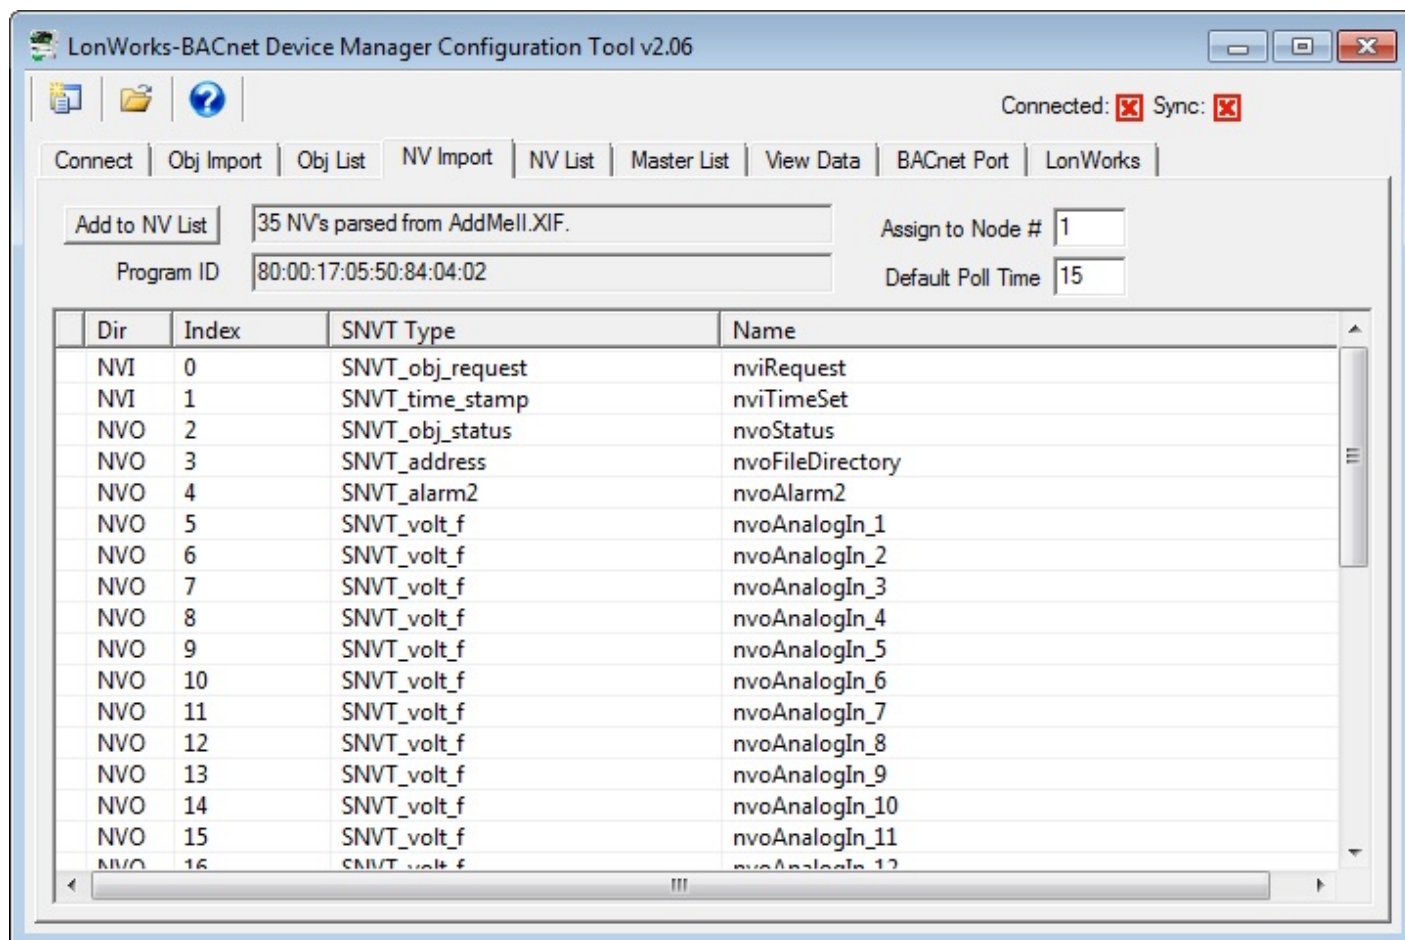 LonWorks-BACnet Device Manager Configuration Tool v2.06
Connected: Sync:
Connect Obj Import Obj List NV Import NV List Master List View Data BACnet Port LonWorks
Add to NV List 35 NV's parsed from AddMeII.XIF. Assign to Node # 1
Program ID 80:00:17:05:50:84:04:02 Default Poll Time 15
Dir Index SNVT Type Name
NVI 0 SNVT_obj_request nviRequest
NVI 1 SNVT_time_stamp nviTimeSet
NVO 2 SNVT_obj_status nvoStatus
NVO 3 SNVT_address nvoFileDirectory
NVO 4 SNVT_alarm2 nvoAlarm2
NVO 5 SNVT_volt_f nvoAnalogIn_1
NVO 6 SNVT_volt_f nvoAnalogIn_2
NVO 7 SNVT_volt_f nvoAnalogIn_3
NVO 8 SNVT_volt_f nvoAnalogIn_4
NVO 9 SNVT_volt_f nvoAnalogIn_5
NVO 10 SNVT_volt_f nvoAnalogIn_6
NVO 11 SNVT_volt_f nvoAnalogIn_7
NVO 12 SNVT_volt_f nvoAnalogIn_8
NVO 13 SNVT_volt_f nvoAnalogIn_9
NVO 14 SNVT_volt_f nvoAnalogIn_10
NVO 15 SNVT_volt_f nvoAnalogIn_11
NVO 16 SNVT_volt_f nvoAnalogIn_12